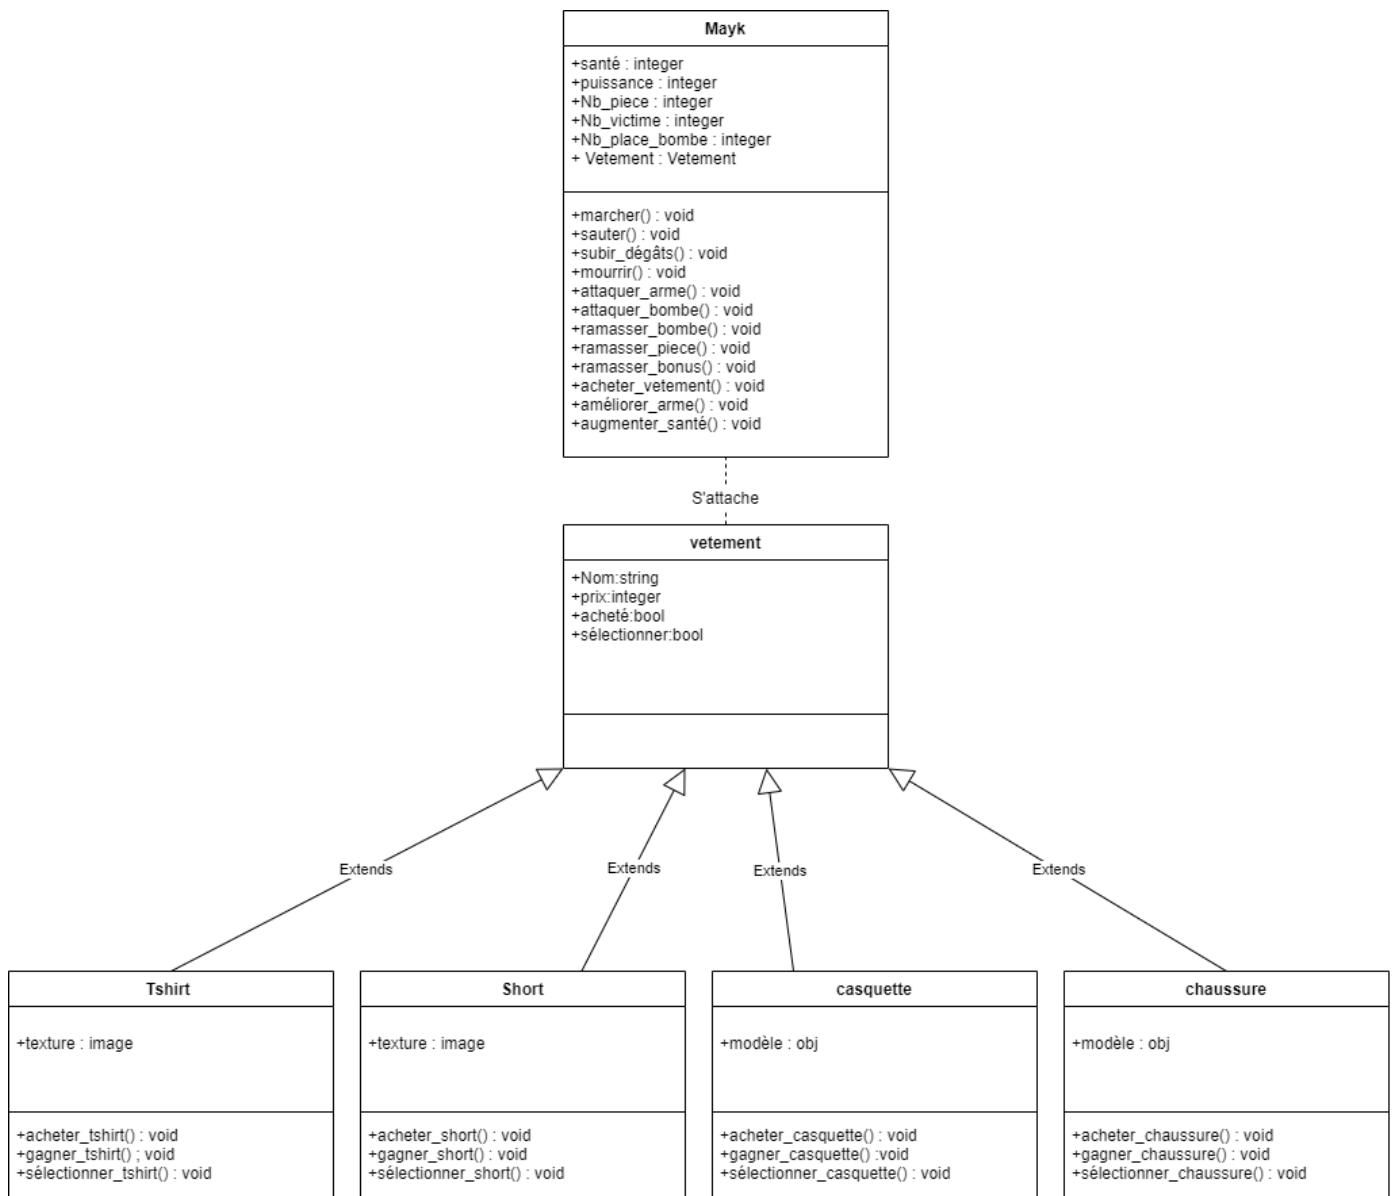 Mayk
+santé : integer
+puissance : integer
+Nb_piece : integer
+Nb_victime : integer
+Nb_place_bombe : integer
+ Vetement : Vetement
+marcher() : void
+sauter() : void
+subir_dégâts() : void
+mourrir() : void
+attaquer_arme() : void
+attaquer_bombe() : void
+ramasser_bombe() : void
+ramasser_piece() : void
+ramasser_bonus() : void
+acheter_vetement() : void
+améliorer_arme() : void
+augmenter_santé() : void
S'attache
vetement
+Nom:string
+prix:integer
+acheté:bool
+sélectionner:bool
Extends
Extends
Extends
Extends
Tshirt
+texture : image
+acheter_tshirt() : void
+gagner_tshirt() ; void
+sélectionner_tshirt() : void
Short
+texture : image
+acheter_short() : void
+gagner_short() : void
+sélectionner_short() : void
casquette
+modèle : obj
+acheter_casquette() : void
+gagner_casquette() :void
+sélectionner_casquette() : void
chaussure
+modèle : obj
+acheter_chaussure() : void
+gagner_chaussure() : void
+sélectionner_chaussure() : void